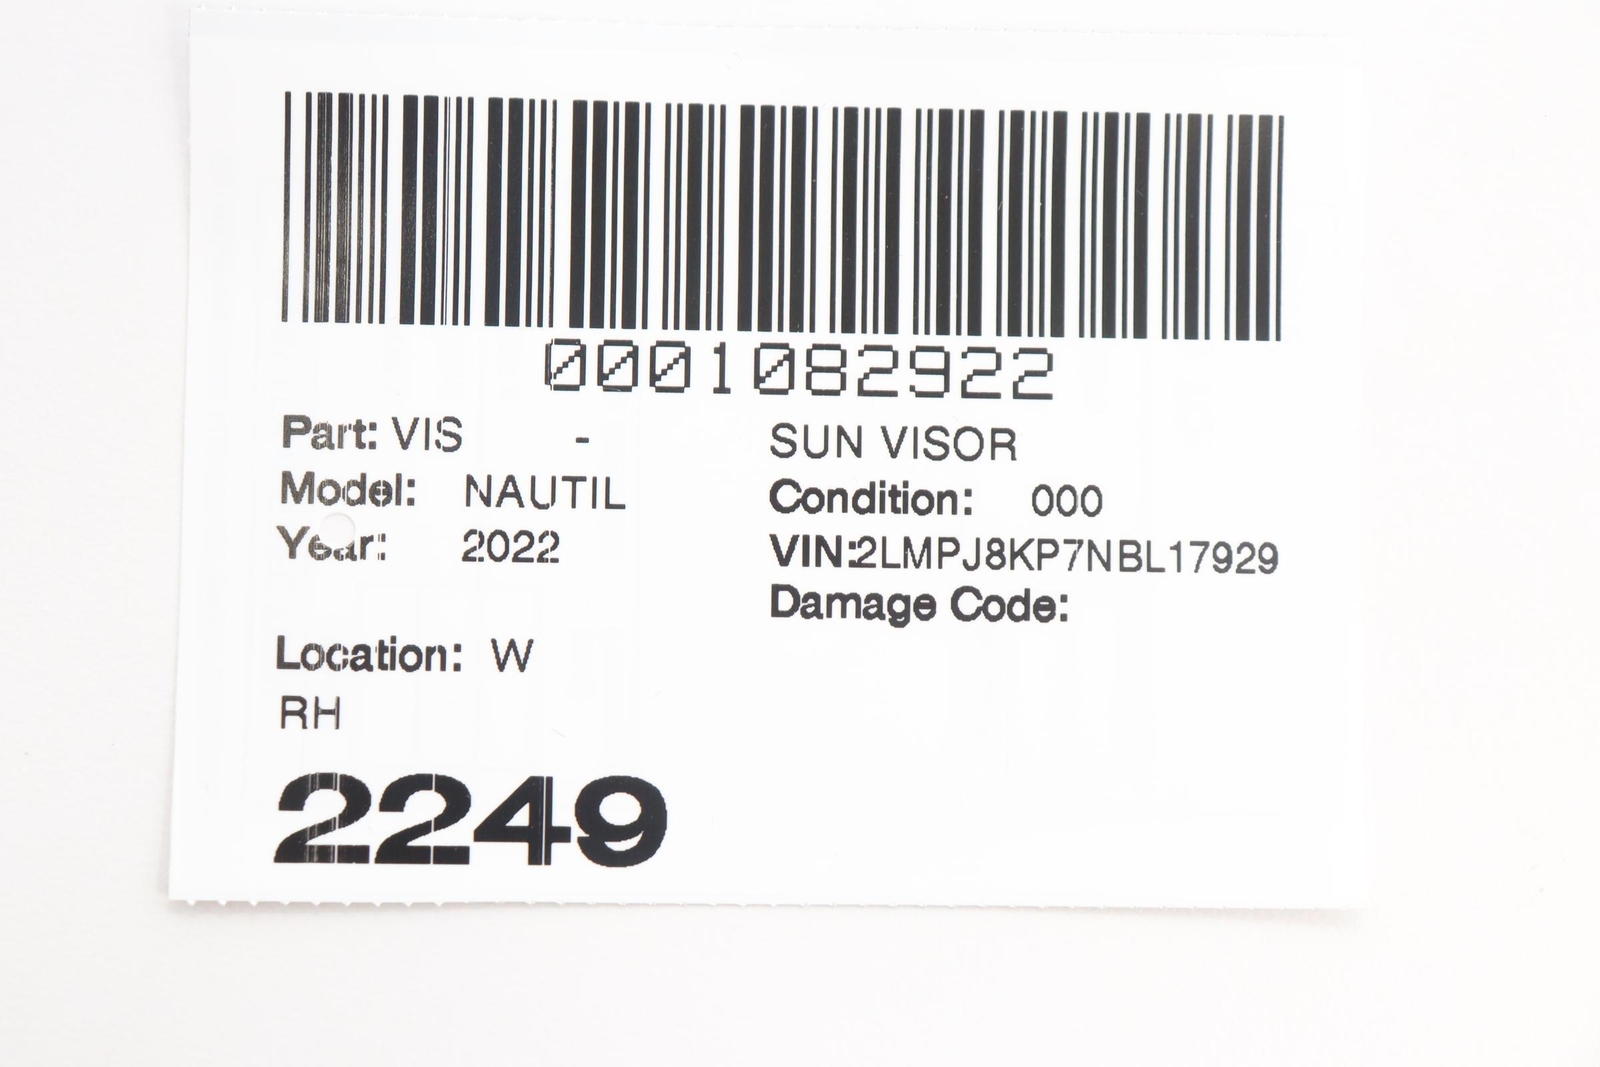 0001082922
Part: VIS - SUN VISOR
Model: NAUTIL Condition: 000
Year: 2022 VIN:2LMPJ8KP7NBL17929
Damage Code:
Location: W
RH
2249